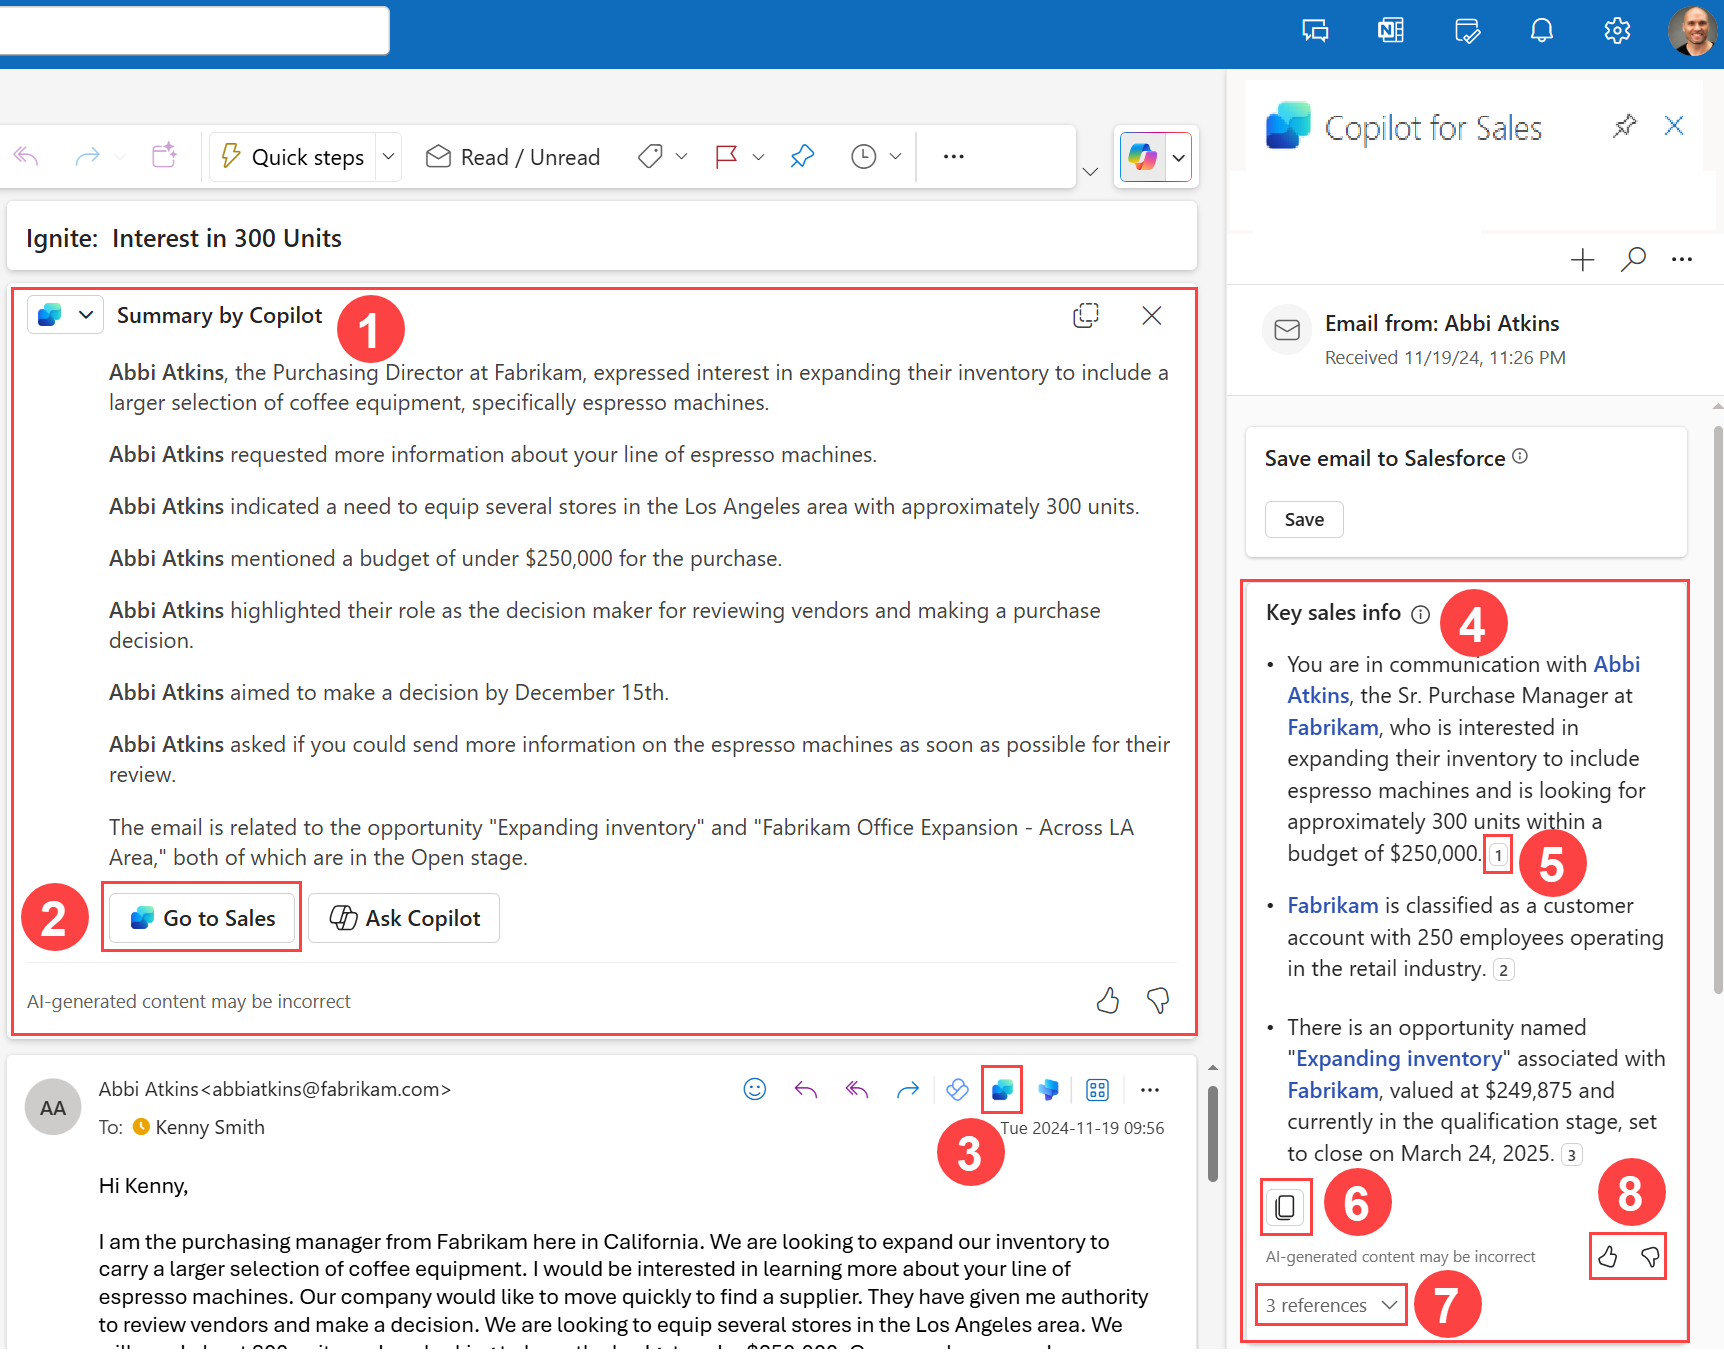 Quick steps
Read / Unread
Ignite:  Interest in 300 Units
Summary by Copilot
1
Abbi Atkins, the Purchasing Director at Fabrikam, expressed interest in expanding their inventory to include a
larger selection of coffee equipment, specifically espresso machines.
Abbi Atkins requested more information about your line of espresso machines.
Abbi Atkins indicated a need to equip several stores in the Los Angeles area with approximately 300 units.
Abbi Atkins mentioned a budget of under $250,000 for the purchase.
Abbi Atkins highlighted their role as the decision maker for reviewing vendors and making a purchase
decision.
Abbi Atkins aimed to make a decision by December 15th.
Abbi Atkins asked if you could send more information on the espresso machines as soon as possible for their
review.
The email is related to the opportunity "Expanding inventory" and "Fabrikam Office Expansion - Across LA
Area," both of which are in the Open stage.
2
Go to Sales
Ask Copilot
AI-generated content may be incorrect
AA
Abbi Atkins<abbiatkins@fabrikam.com>
To: Kenny Smith
3
Tue 2024-11-19 09:56
Hi Kenny,
I am the purchasing manager from Fabrikam here in California. We are looking to expand our inventory to
carry a larger selection of coffee equipment. I would be interested in learning more about your line of
espresso machines. Our company would like to move quickly to find a supplier. They have given me authority
to review vendors and make a decision. We are looking to equip several stores in the Los Angeles area. We
Copilot for Sales
Email from: Abbi Atkins
Received 11/19/24, 11:26 PM
Save email to Salesforce
Save
Key sales info
4
• You are in communication with Abbi
Atkins, the Sr. Purchase Manager at
Fabrikam, who is interested in
expanding their inventory to include
espresso machines and is looking for
approximately 300 units within a
budget of $250,000. 1
5
• Fabrikam is classified as a customer
account with 250 employees operating
in the retail industry. 2
• There is an opportunity named
"Expanding inventory" associated with
Fabrikam, valued at $249,875 and
currently in the qualification stage, set
to close on March 24, 2025. 3
6
8
AI-generated content may be incorrect
3 references
7